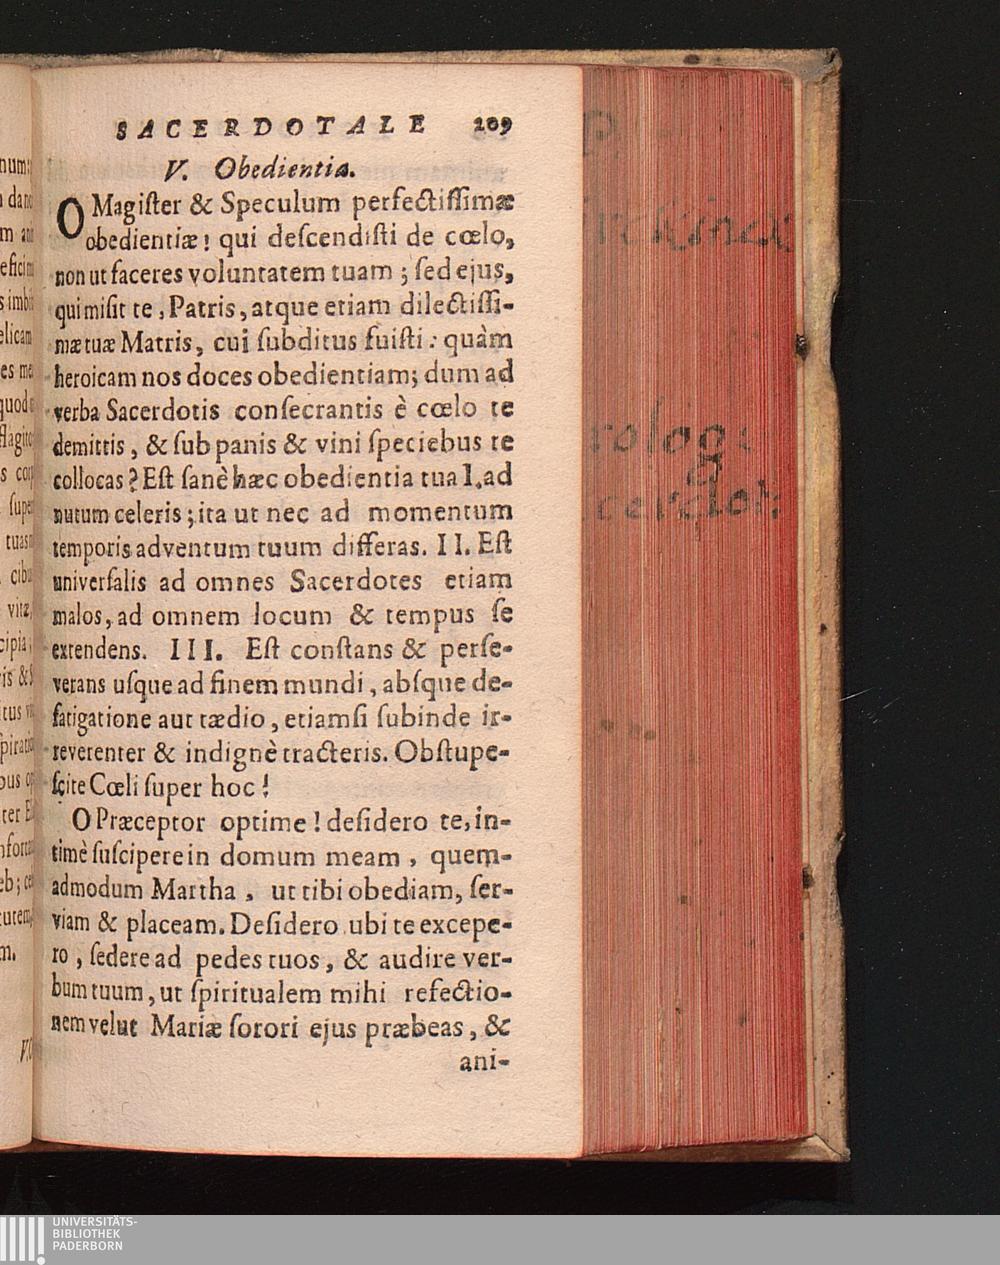 SACERDOTALE 209
V. Obedientia.
O Magiſter & Speculum perfectiſſimæ
obedientiæ! qui deſcendiſti de cœlo,
non ut faceres voluntatem tuam; ſed ejus,
qui miſit te, Patris, atque etiam dilectiſſi-
mæ tuæ Matris, cui ſubditus fuiſti: quàm
heroicam nos doces obedientiam; dum ad
verba Sacerdotis conſecrantis è cœlo te
demittis, & ſub panis & vini ſpeciebus te
collocas? Eſt ſanè hæc obedientia tua I. ad
nutum celeris; ita ut nec ad momentum
temporis adventum tuum differas. II. Eſt
univerſalis ad omnes Sacerdotes etiam
malos, ad omnem locum & tempus ſe
extendens. III. Eſt conſtans & perſe-
verans uſque ad finem mundi, abſque de-
fatigatione aut tædio, etiamſi ſubinde ir-
reverenter & indignè tracteris. Obſtupe-
ſcite Cœli ſuper hoc!
O Præceptor optime! deſidero te, in-
timè ſuſcipere in domum meam, quem-
admodum Martha, ut tibi obediam, ſer-
viam & placeam. Deſidero ubi te excepe-
ro, ſedere ad pedes tuos, & audire ver-
bum tuum, ut ſpiritualem mihi refectio-
nem velut Mariæ ſorori ejus præbeas, &
ani-
UNIVERSITÄTS-
BIBLIOTHEK
PADERBORN